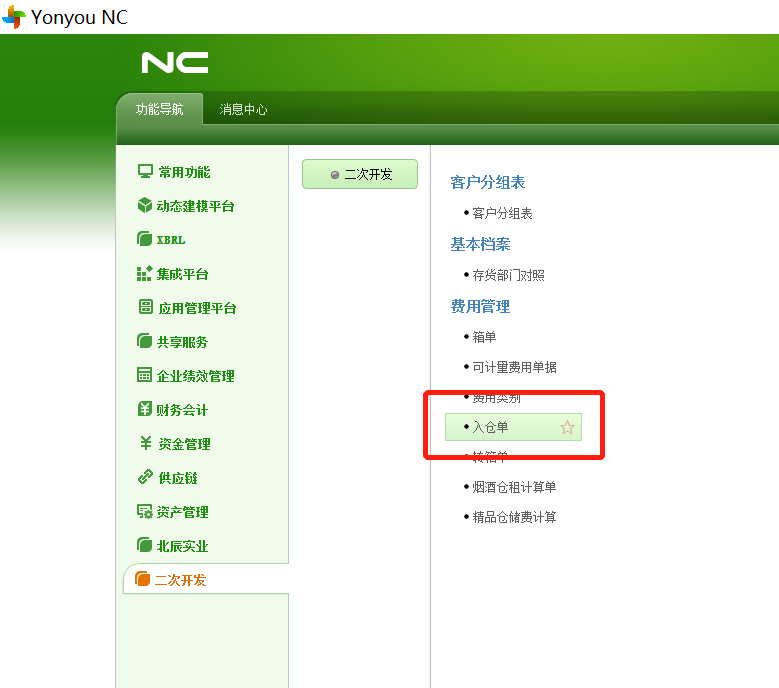 Yonyou NC
NC
功能导航
消息中心
常用功能
动态建模平台
XBRL
集成平台
应用管理平台
共享服务
企业绩效管理
财务会计
资金管理
供应链
资产管理
北辰实业
二次开发
二次开发
客户分组表
客户分组表
基本档案
存货部门对照
费用管理
箱单
可计量费用单据
费用类别
入仓单
转箱单
烟酒仓租计算单
精品仓储费计算